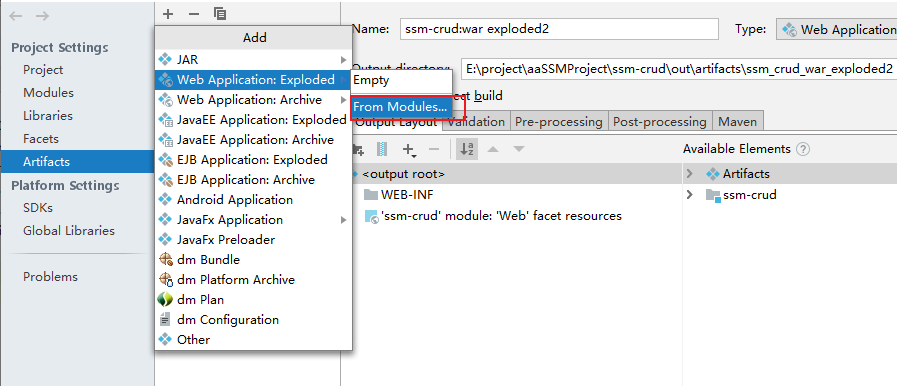 Project Settings
Project
Modules
Libraries
Facets
Artifacts
Platform Settings
SDKs
Global Libraries
Problems
Add
JAR
Web Application: Exploded
Web Application: Archive
JavaEE Application: Exploded
JavaEE Application: Archive
EJB Application: Exploded
EJB Application: Archive
Android Application
JavaFx Application
JavaFx Preloader
dm Bundle
dm Platform Archive
dm Plan
dm Configuration
Other
Empty
From Modules...
Name: ssm-crud:war exploded2 Type: Web Application
Output directory: E:\project\aaSSMProject\ssm-crud\out\artifacts\ssm_crud_war_exploded2
build
Output Layout Validation Pre-processing Post-processing Maven
Available Elements ?
<output root>
WEB-INF
'ssm-crud' module: 'Web' facet resources
Artifacts
ssm-crud